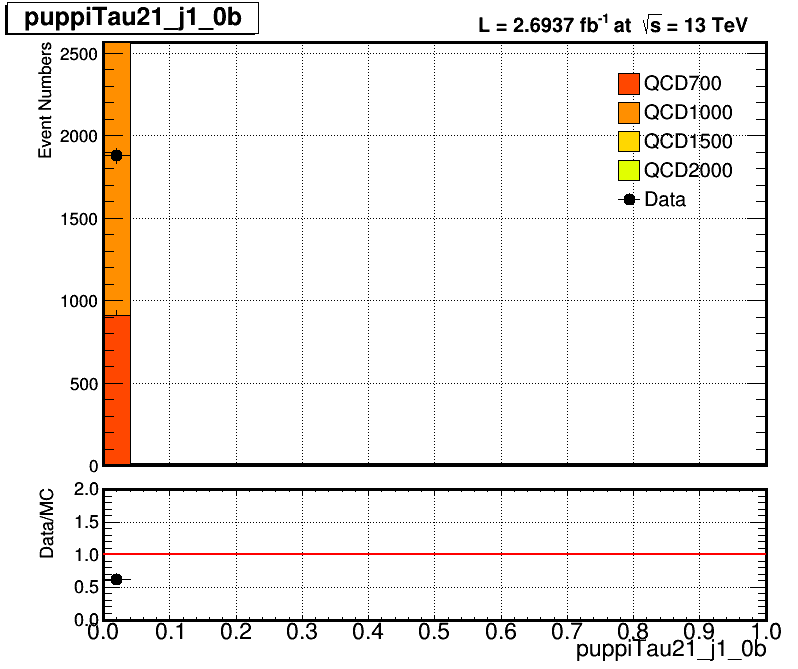 puppiTau21_j1_0b
L = 2.6937 fb-1 at √s = 13 TeV
Event Numbers
2500
2000
1500
1000
500
0
QCD700
QCD1000
QCD1500
QCD2000
Data
Data/MC
2.0
1.5
1.0
0.5
0.0
0.0 0.1 0.2 0.3 0.4 0.5 0.6 0.7 0.8 0.9 1.0
puppiTau21_j1_0b